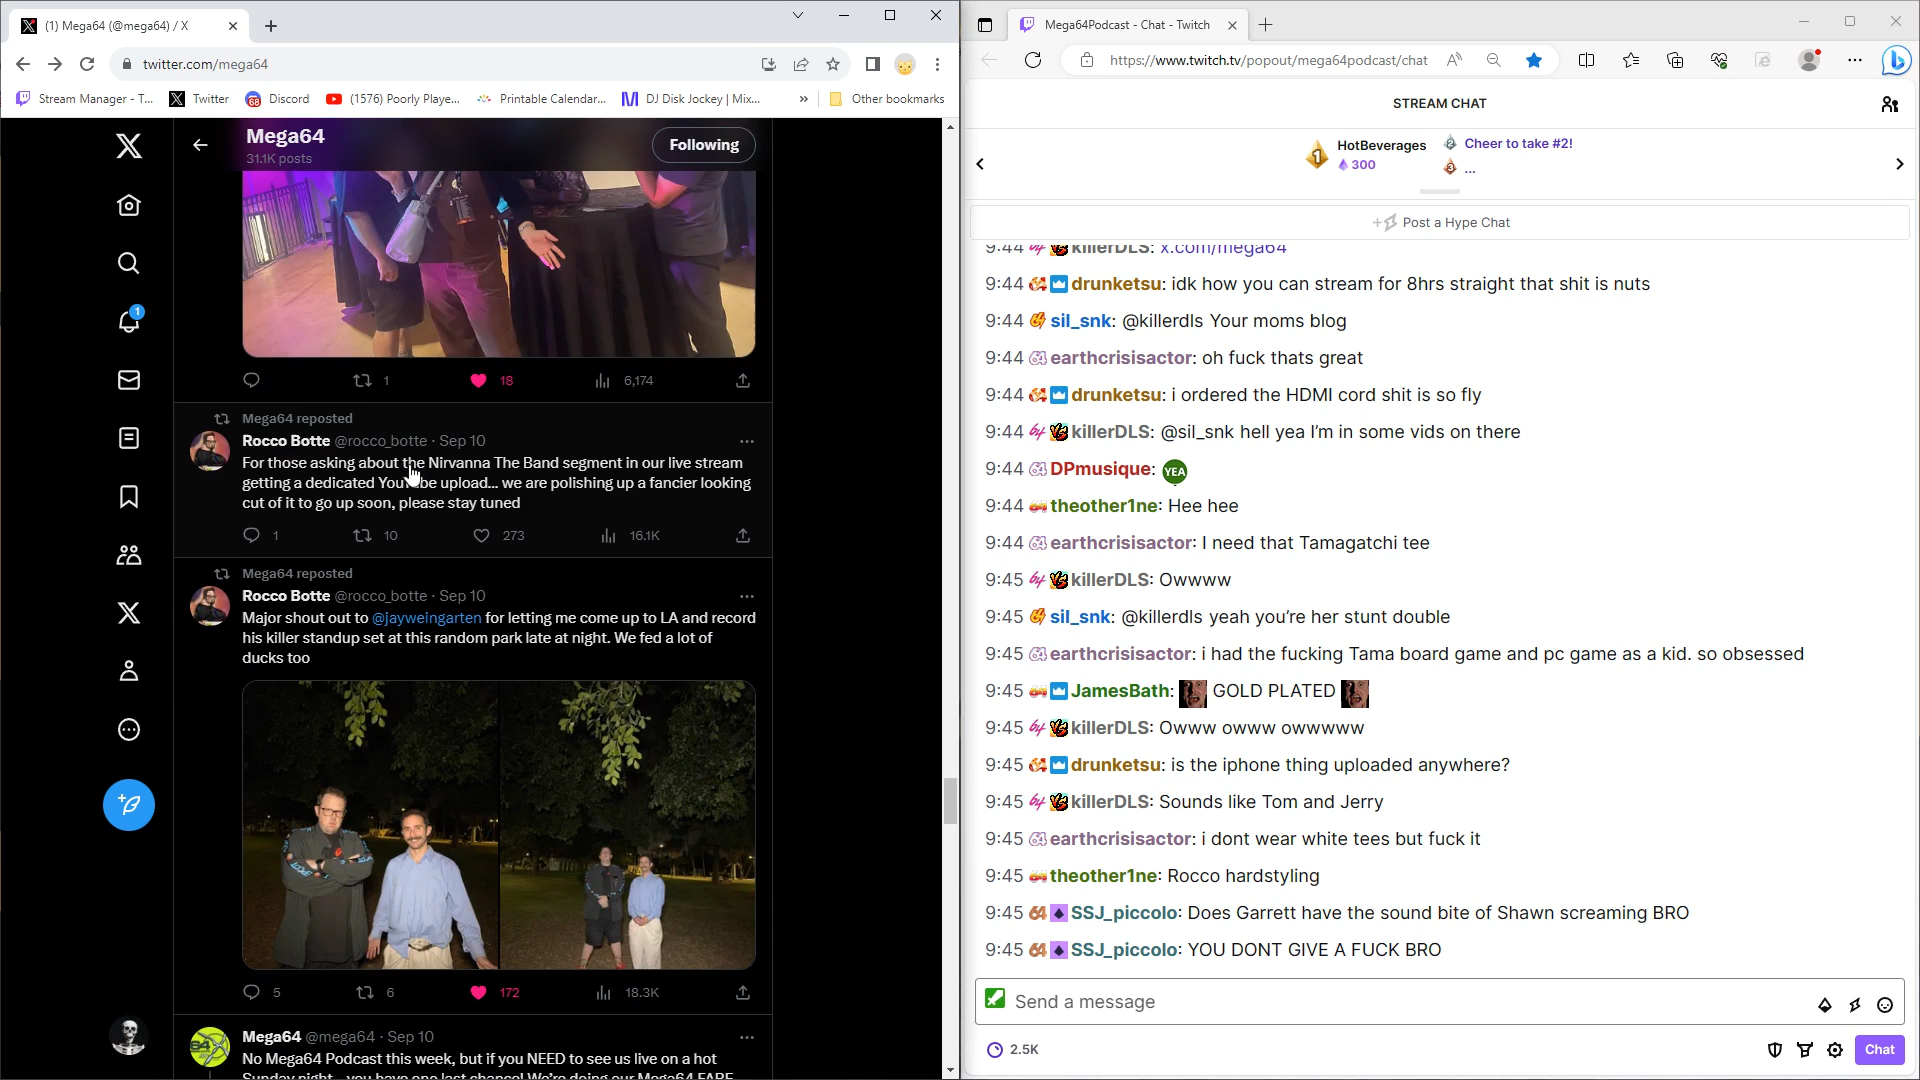 (1) Mega64 (@mega64) / X
twitter.com/mega64
Stream Manager - T...
Twitter
Discord
(1576) Poorly Playe...
Printable Calendar...
DJ Disk Jockey | Mix...
»
Other bookmarks
Mega64
31.1K posts
Following
1
1
18
6,174
Mega64 reposted
Rocco Botte @rocco_botte · Sep 10
For those asking about the Nirvanna The Band segment in our live stream
getting a dedicated YouTube upload... we are polishing up a fancier looking
cut of it to go up soon, please stay tuned
1
10
273
16.1K
Mega64 reposted
Rocco Botte @rocco_botte · Sep 10
Major shout out to @jayweingarten for letting me come up to LA and record
his killer standup set at this random park late at night. We fed a lot of
ducks too
5
6
172
18.3K
Mega64 @mega64 · Sep 10
No Mega64 Podcast this week, but if you NEED to see us live on a hot
Sunday night... you have one last chance! We're doing our Mega64 FARE
Mega64Podcast - Chat - Twitch
https://www.twitch.tv/popout/mega64podcast/chat
STREAM CHAT
1
HotBeverages
300
2
Cheer to take #2!
3
...
Post a Hype Chat
9:44 killerDLS: x.com/mega64
9:44 drunketsu: idk how you can stream for 8hrs straight that shit is nuts
9:44 sil_snk: @killerdls Your moms blog
9:44 earthcrisisactor: oh fuck thats great
9:44 drunketsu: i ordered the HDMI cord shit is so fly
9:44 killerDLS: @sil_snk hell yea I'm in some vids on there
9:44 DPmusique: YEA
9:44 theother1ne: Hee hee
9:44 earthcrisisactor: I need that Tamagatchi tee
9:45 killerDLS: Owwww
9:45 sil_snk: @killerdls yeah you're her stunt double
9:45 earthcrisisactor: i had the fucking Tama board game and pc game as a kid. so obsessed
9:45 JamesBath: GOLD PLATED
9:45 killerDLS: Owww owww owwwww
9:45 drunketsu: is the iphone thing uploaded anywhere?
9:45 killerDLS: Sounds like Tom and Jerry
9:45 earthcrisisactor: i dont wear white tees but fuck it
9:45 theother1ne: Rocco hardstyling
9:45 SSJ_piccolo: Does Garrett have the sound bite of Shawn screaming BRO
9:45 SSJ_piccolo: YOU DONT GIVE A FUCK BRO
Send a message
2.5K
Chat